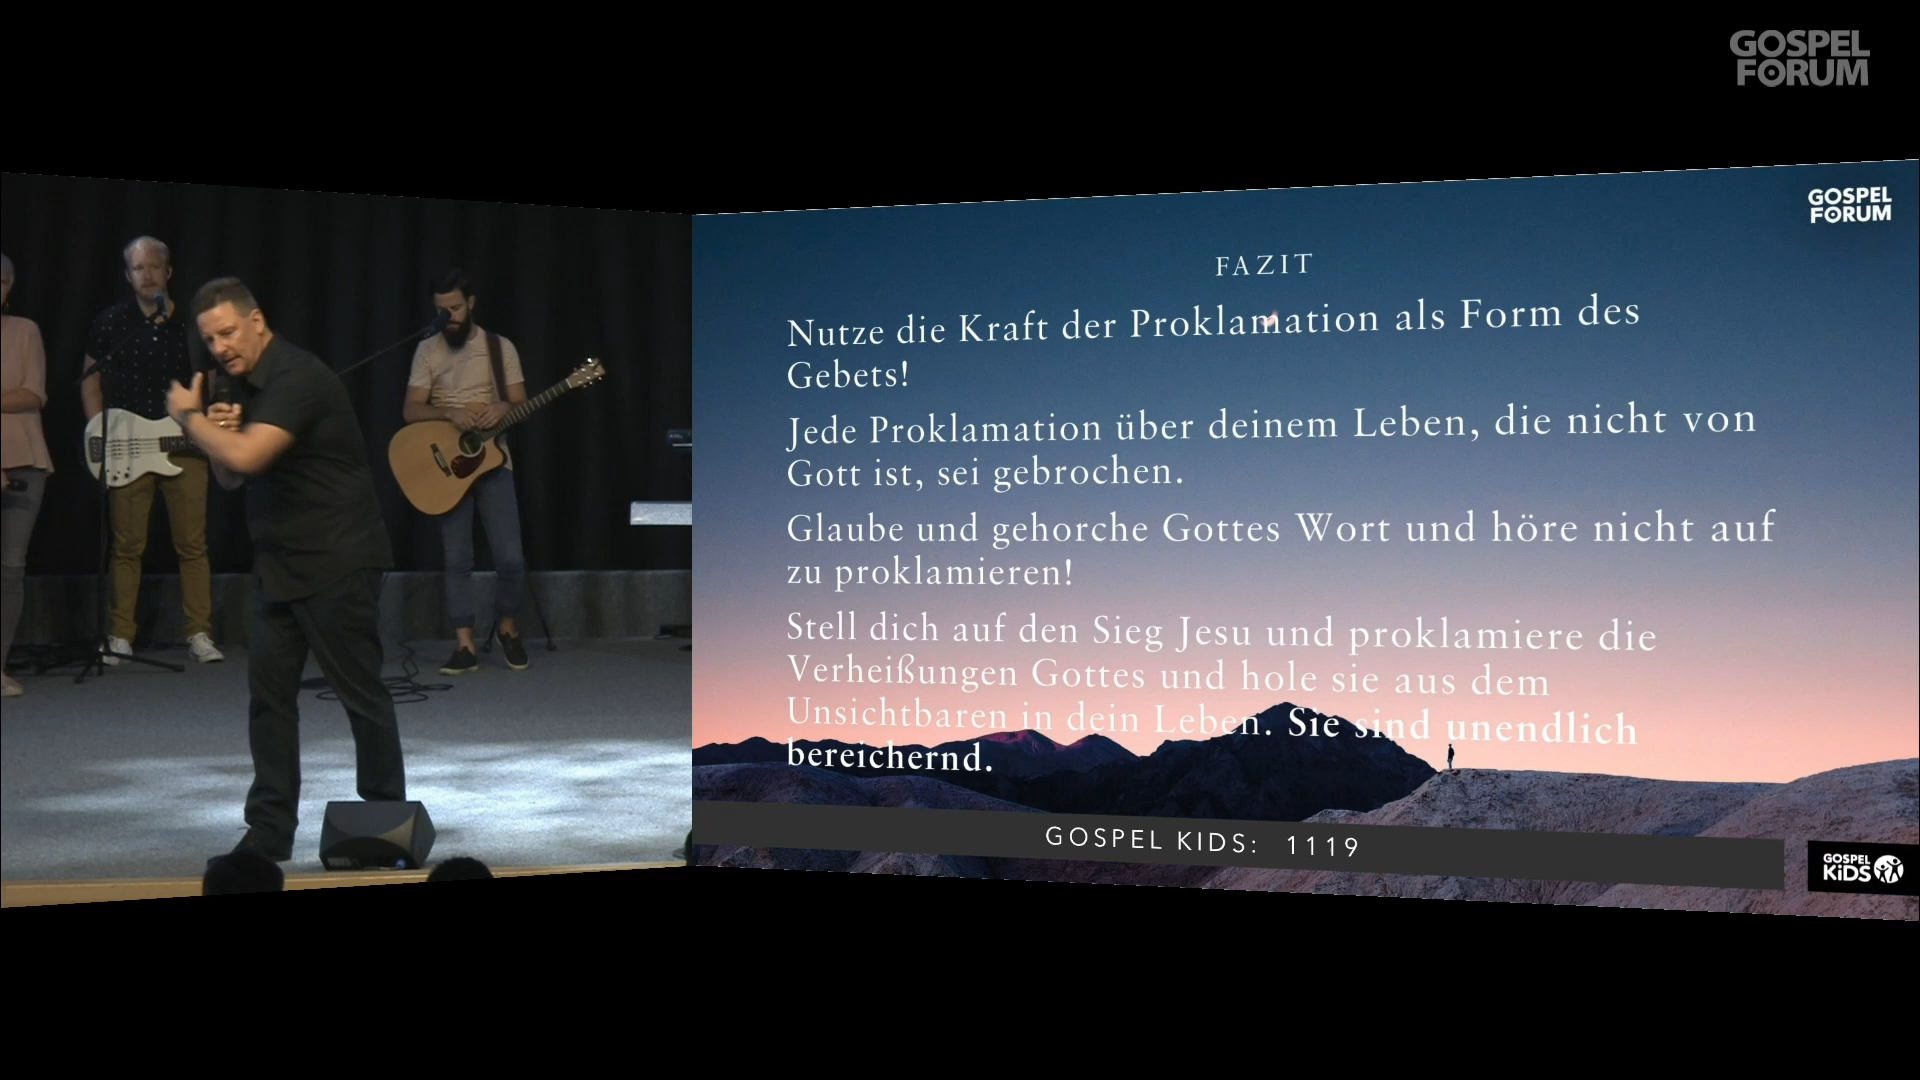 GOSPEL
FORUM
GOSPEL
FORUM
FAZIT
Nutze die Kraft der Proklamation als Form des
Gebets!
Jede Proklamation über deinem Leben, die nicht von
Gott ist, sei gebrochen.
Glaube und gehorche Gottes Wort und höre nicht auf
zu proklamieren!
Stell dich auf den Sieg Jesu und proklamiere die
Verheißungen Gottes und hole sie aus dem
Unsichtbaren in dein Leben. Sie sind unendlich
bereichernd.
GOSPEL KIDS: 1119
GOSPEL
KiDS